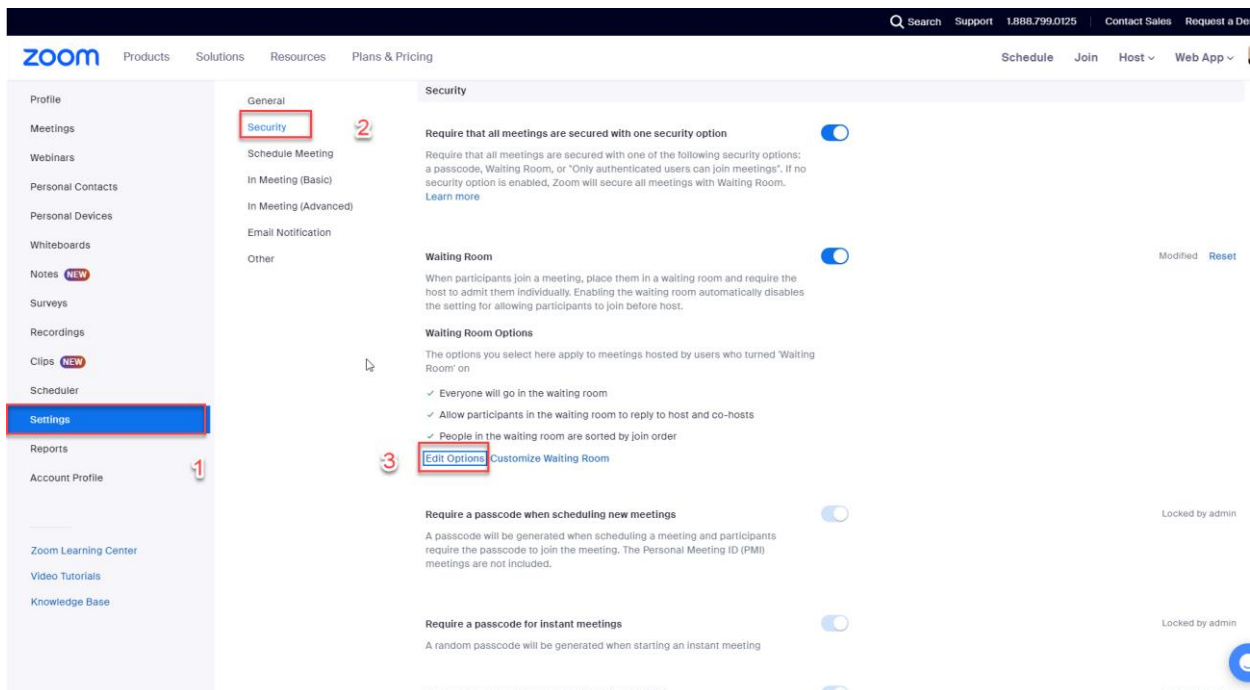 Search Support 1.888.799.0125 Contact Sales Request a De
zoom Products Solutions Resources Plans & Pricing Schedule Join Host Web App
Profile
Meetings
Webinars
Personal Contacts
Personal Devices
Whiteboards
Notes NEW
Surveys
Recordings
Clips NEW
Scheduler
Settings
Reports
1
Account Profile
Zoom Learning Center
Video Tutorials
Knowledge Base
General
Security 2
Schedule Meeting
In Meeting (Basic)
In Meeting (Advanced)
Email Notification
Other
Security
Require that all meetings are secured with one security option
Require that all meetings are secured with one of the following security options:
a passcode, Waiting Room, or "Only authenticated users can join meetings". If no
security option is enabled, Zoom will secure all meetings with Waiting Room.
Learn more
Waiting Room Modified Reset
When participants join a meeting, place them in a waiting room and require the
host to admit them individually. Enabling the waiting room automatically disables
the setting for allowing participants to join before host.
Waiting Room Options
The options you select here apply to meetings hosted by users who turned 'Waiting
Room' on
Everyone will go in the waiting room
Allow participants in the waiting room to reply to host and co-hosts
People in the waiting room are sorted by join order
3 Edit Options Customize Waiting Room
Require a passcode when scheduling new meetings Locked by admin
A passcode will be generated when scheduling a meeting and participants
require the passcode to join the meeting. The Personal Meeting ID (PMI)
meetings are not included.
Require a passcode for instant meetings Locked by admin
A random passcode will be generated when starting an instant meeting